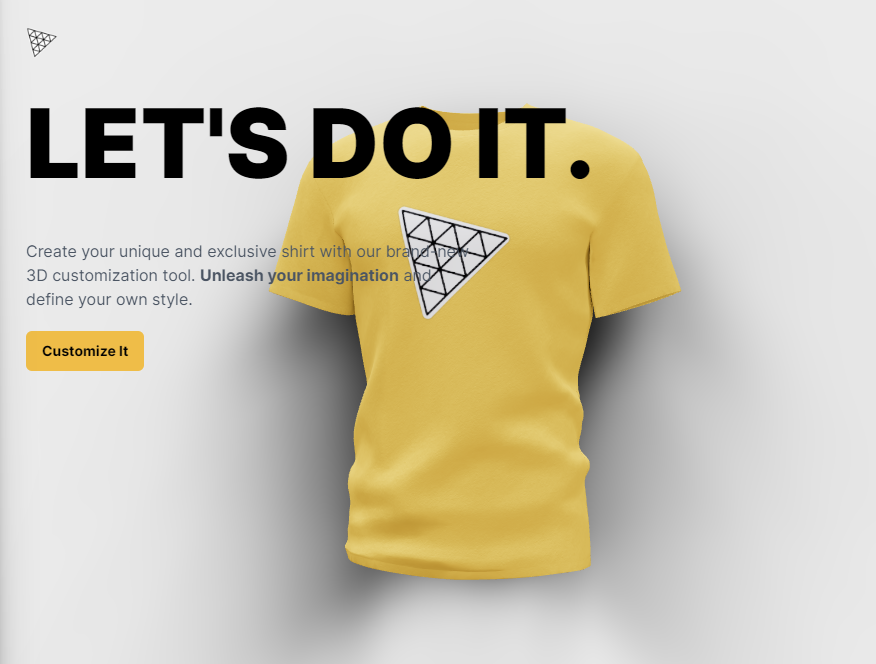 LET'S DO IT.
Create your unique and exclusive shirt with our brand-new
3D customization tool. Unleash your imagination and
define your own style.
Customize It